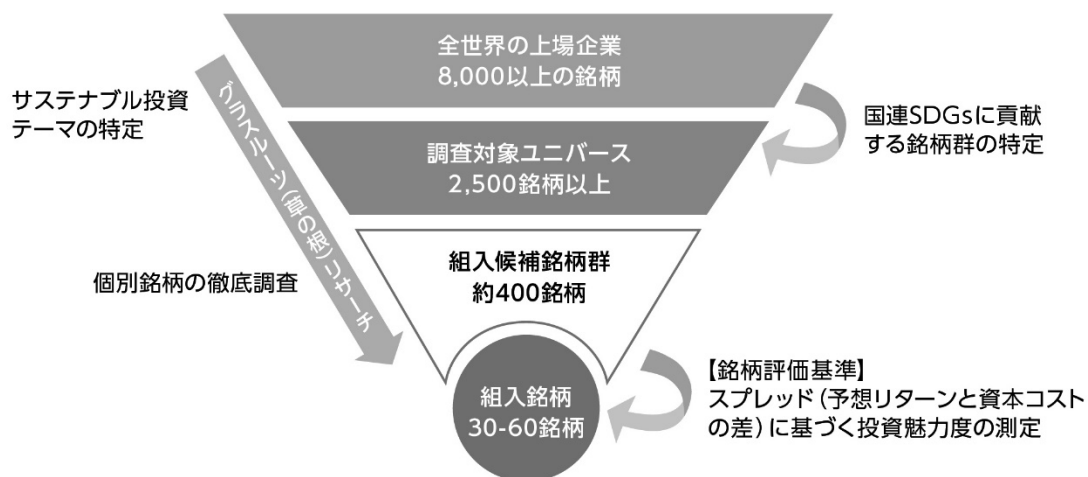 全世界の上場企業
8,000以上の銘柄
サステナブル投資
テーマの特定
グラスルーツ(草の根)リサーチ
国連SDGsに貢献
する銘柄群の特定
調査対象ユニバース
2,500銘柄以上
個別銘柄の徹底調査
組入候補銘柄群
約400銘柄
組入銘柄
30-60銘柄
【銘柄評価基準】
スプレッド(予想リターンと資本コスト
の差)に基づく投資魅力度の測定